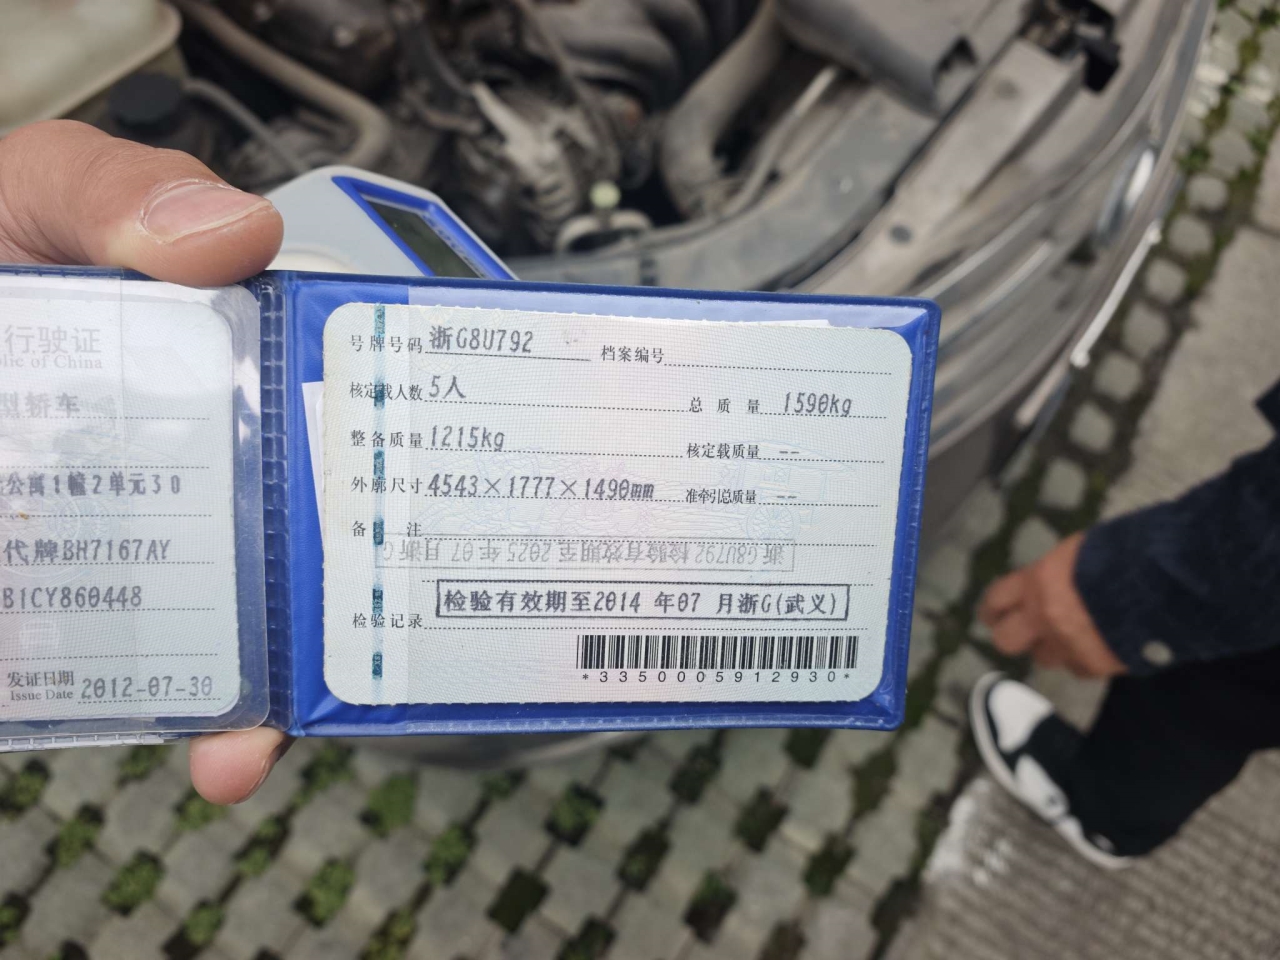 行驶证
blic of China
型轿车
公寓1幢2单元30
代牌BH7167AY
B1CY860448
发证日期
Issue Date 2012-07-30
号牌号码 浙G8U792 档案编号
核定载人数 5人 总质量 1590kg
整备质量 1215kg 核定载质量 --
外廓尺寸 4543×1777×1490mm 准牵引总质量 --
备注
浙G8U792 检验有效期至2025年07月浙G
检验有效期至2014年07月浙G(武义)
检验记录
*3350005912930*